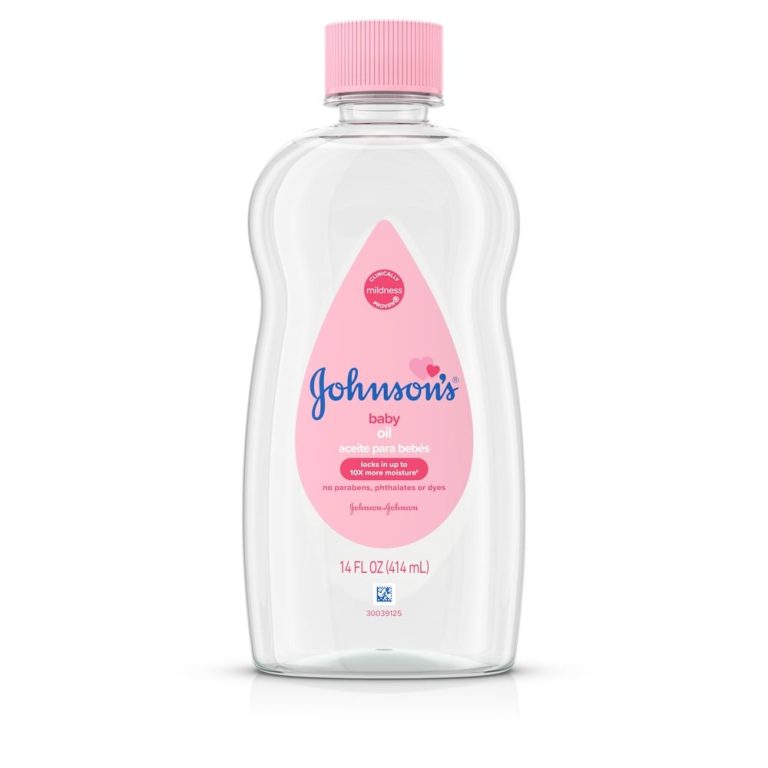 CLINICALLY
mildness
PROVEN®
Johnson's®
baby
oil
aceite para bebés
locks in up to
10X more moisture†
no parabens, phthalates or dyes
Johnson & Johnson
14 FL OZ (414 mL)
30039125